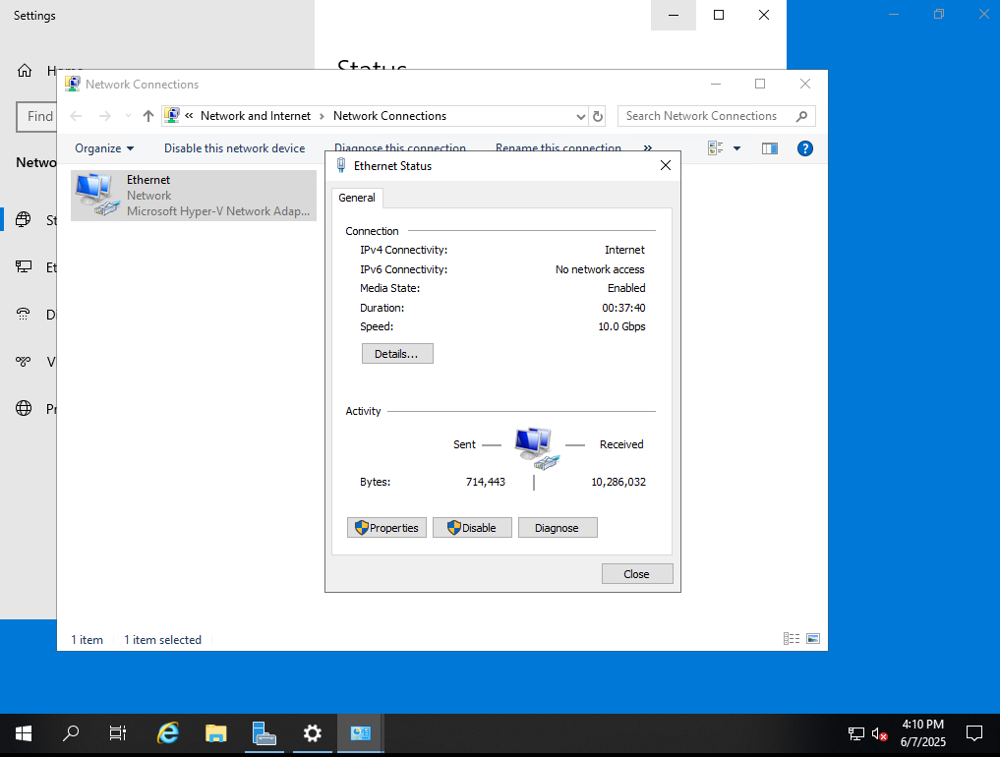 Settings
Status
Home
Network Connections
Find
« Network and Internet › Network Connections
Search Network Connections
Organize
Disable this network device
Diagnose this connection
Rename this connection
»
Netwo
Ethernet
Network
Microsoft Hyper-V Network Adap...
St
Et
Di
V
Pr
Ethernet Status
General
Connection
IPv4 Connectivity: Internet
IPv6 Connectivity: No network access
Media State: Enabled
Duration: 00:37:40
Speed: 10.0 Gbps
Details...
Activity
Sent
Received
Bytes: 714,443 10,286,032
Properties
Disable
Diagnose
Close
1 item
1 item selected
4:10 PM
6/7/2025